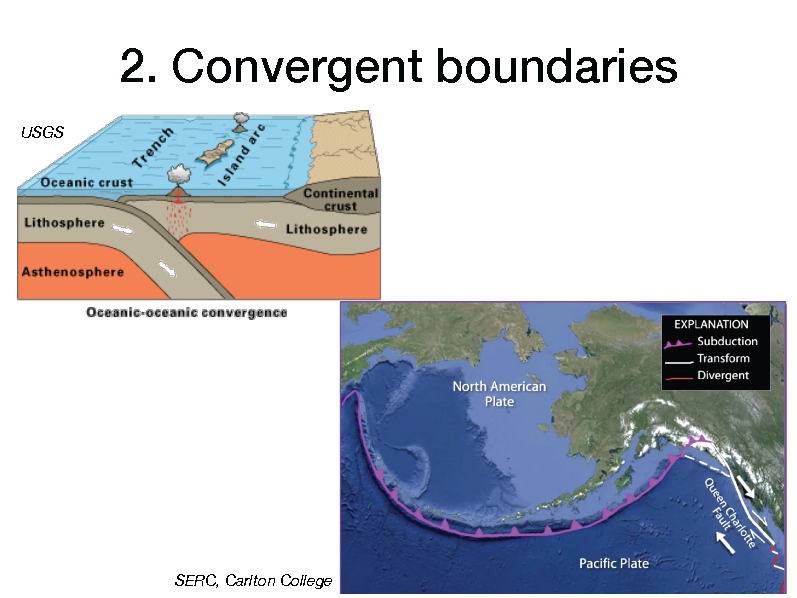 2. Convergent boundaries
USGS
Trench
Island arc
Oceanic crust
Continental
crust
Lithosphere
Lithosphere
Asthenosphere
Oceanic-oceanic convergence
EXPLANATION
Subduction
Transform
Divergent
North American
Plate
Queen Charlotte
Fault
Pacific Plate
SERC, Carlton College